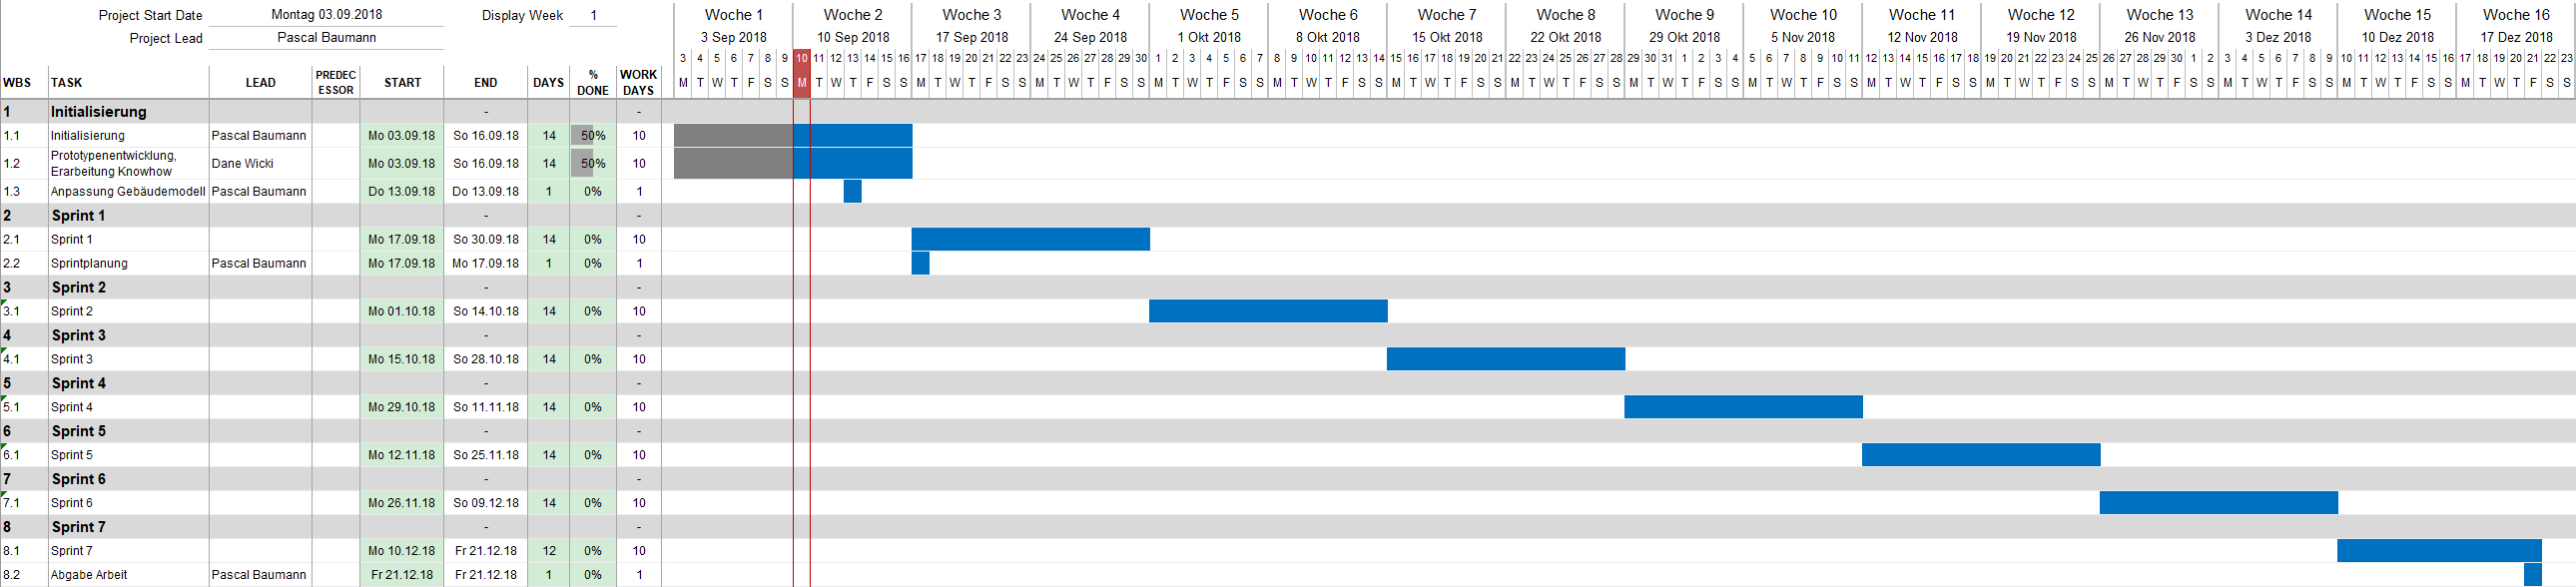 Project Start Date Montag 03.09.2018 Display Week 1 Woche 1 Woche 2 Woche 3 Woche 4 Woche 5 Woche 6 Woche 7 Woche 8 Woche 9 Woche 10 Woche 11 Woche 12 Woche 13 Woche 14 Woche 15 Woche 16
Project Lead Pascal Baumann 3 Sep 2018 10 Sep 2018 17 Sep 2018 24 Sep 2018 1 Okt 2018 8 Okt 2018 15 Okt 2018 22 Okt 2018 29 Okt 2018 5 Nov 2018 12 Nov 2018 19 Nov 2018 26 Nov 2018 3 Dez 2018 10 Dez 2018 17 Dez 2018
3 4 5 6 7 8 9 10 11 12 13 14 15 16 17 18 19 20 21 22 23 24 25 26 27 28 29 30 1 2 3 4 5 6 7 8 9 10 11 12 13 14 15 16 17 18 19 20 21 22 23 24 25 26 27 28 29 30 31 1 2 3 4 5 6 7 8 9 10 11 12 13 14 15 16 17 18 19 20 21 22 23 24 25 26 27 28 29 30 1 2 3 4 5 6 7 8 9 10 11 12 13 14 15 16 17 18 19 20 21 22 23
WBS TASK LEAD PREDEC ESSOR START END DAYS % DONE WORK DAYS M T W T F S S M T W T F S S M T W T F S S M T W T F S S M T W T F S S M T W T F S S M T W T F S S M T W T F S S M T W T F S S M T W T F S S M T W T F S S M T W T F S S M T W T F S S M T W T F S S M T W T F S S M T W T F S S
1 Initialisierung - -
1.1 Initialisierung Pascal Baumann Mo 03.09.18 So 16.09.18 14 50% 10
1.2 Prototypenentwicklung, Erarbeitung Knowhow Dane Wicki Mo 03.09.18 So 16.09.18 14 50% 10
1.3 Anpassung Gebäudemodell Pascal Baumann Do 13.09.18 Do 13.09.18 1 0% 1
2 Sprint 1 - -
2.1 Sprint 1 Mo 17.09.18 So 30.09.18 14 0% 10
2.2 Sprintplanung Pascal Baumann Mo 17.09.18 Mo 17.09.18 1 0% 1
3 Sprint 2 - -
3.1 Sprint 2 Mo 01.10.18 So 14.10.18 14 0% 10
4 Sprint 3 - -
4.1 Sprint 3 Mo 15.10.18 So 28.10.18 14 0% 10
5 Sprint 4 - -
5.1 Sprint 4 Mo 29.10.18 So 11.11.18 14 0% 10
6 Sprint 5 - -
6.1 Sprint 5 Mo 12.11.18 So 25.11.18 14 0% 10
7 Sprint 6 - -
7.1 Sprint 6 Mo 26.11.18 So 09.12.18 14 0% 10
8 Sprint 7 - -
8.1 Sprint 7 Mo 10.12.18 Fr 21.12.18 12 0% 10
8.2 Abgabe Arbeit Pascal Baumann Fr 21.12.18 Fr 21.12.18 1 0% 1